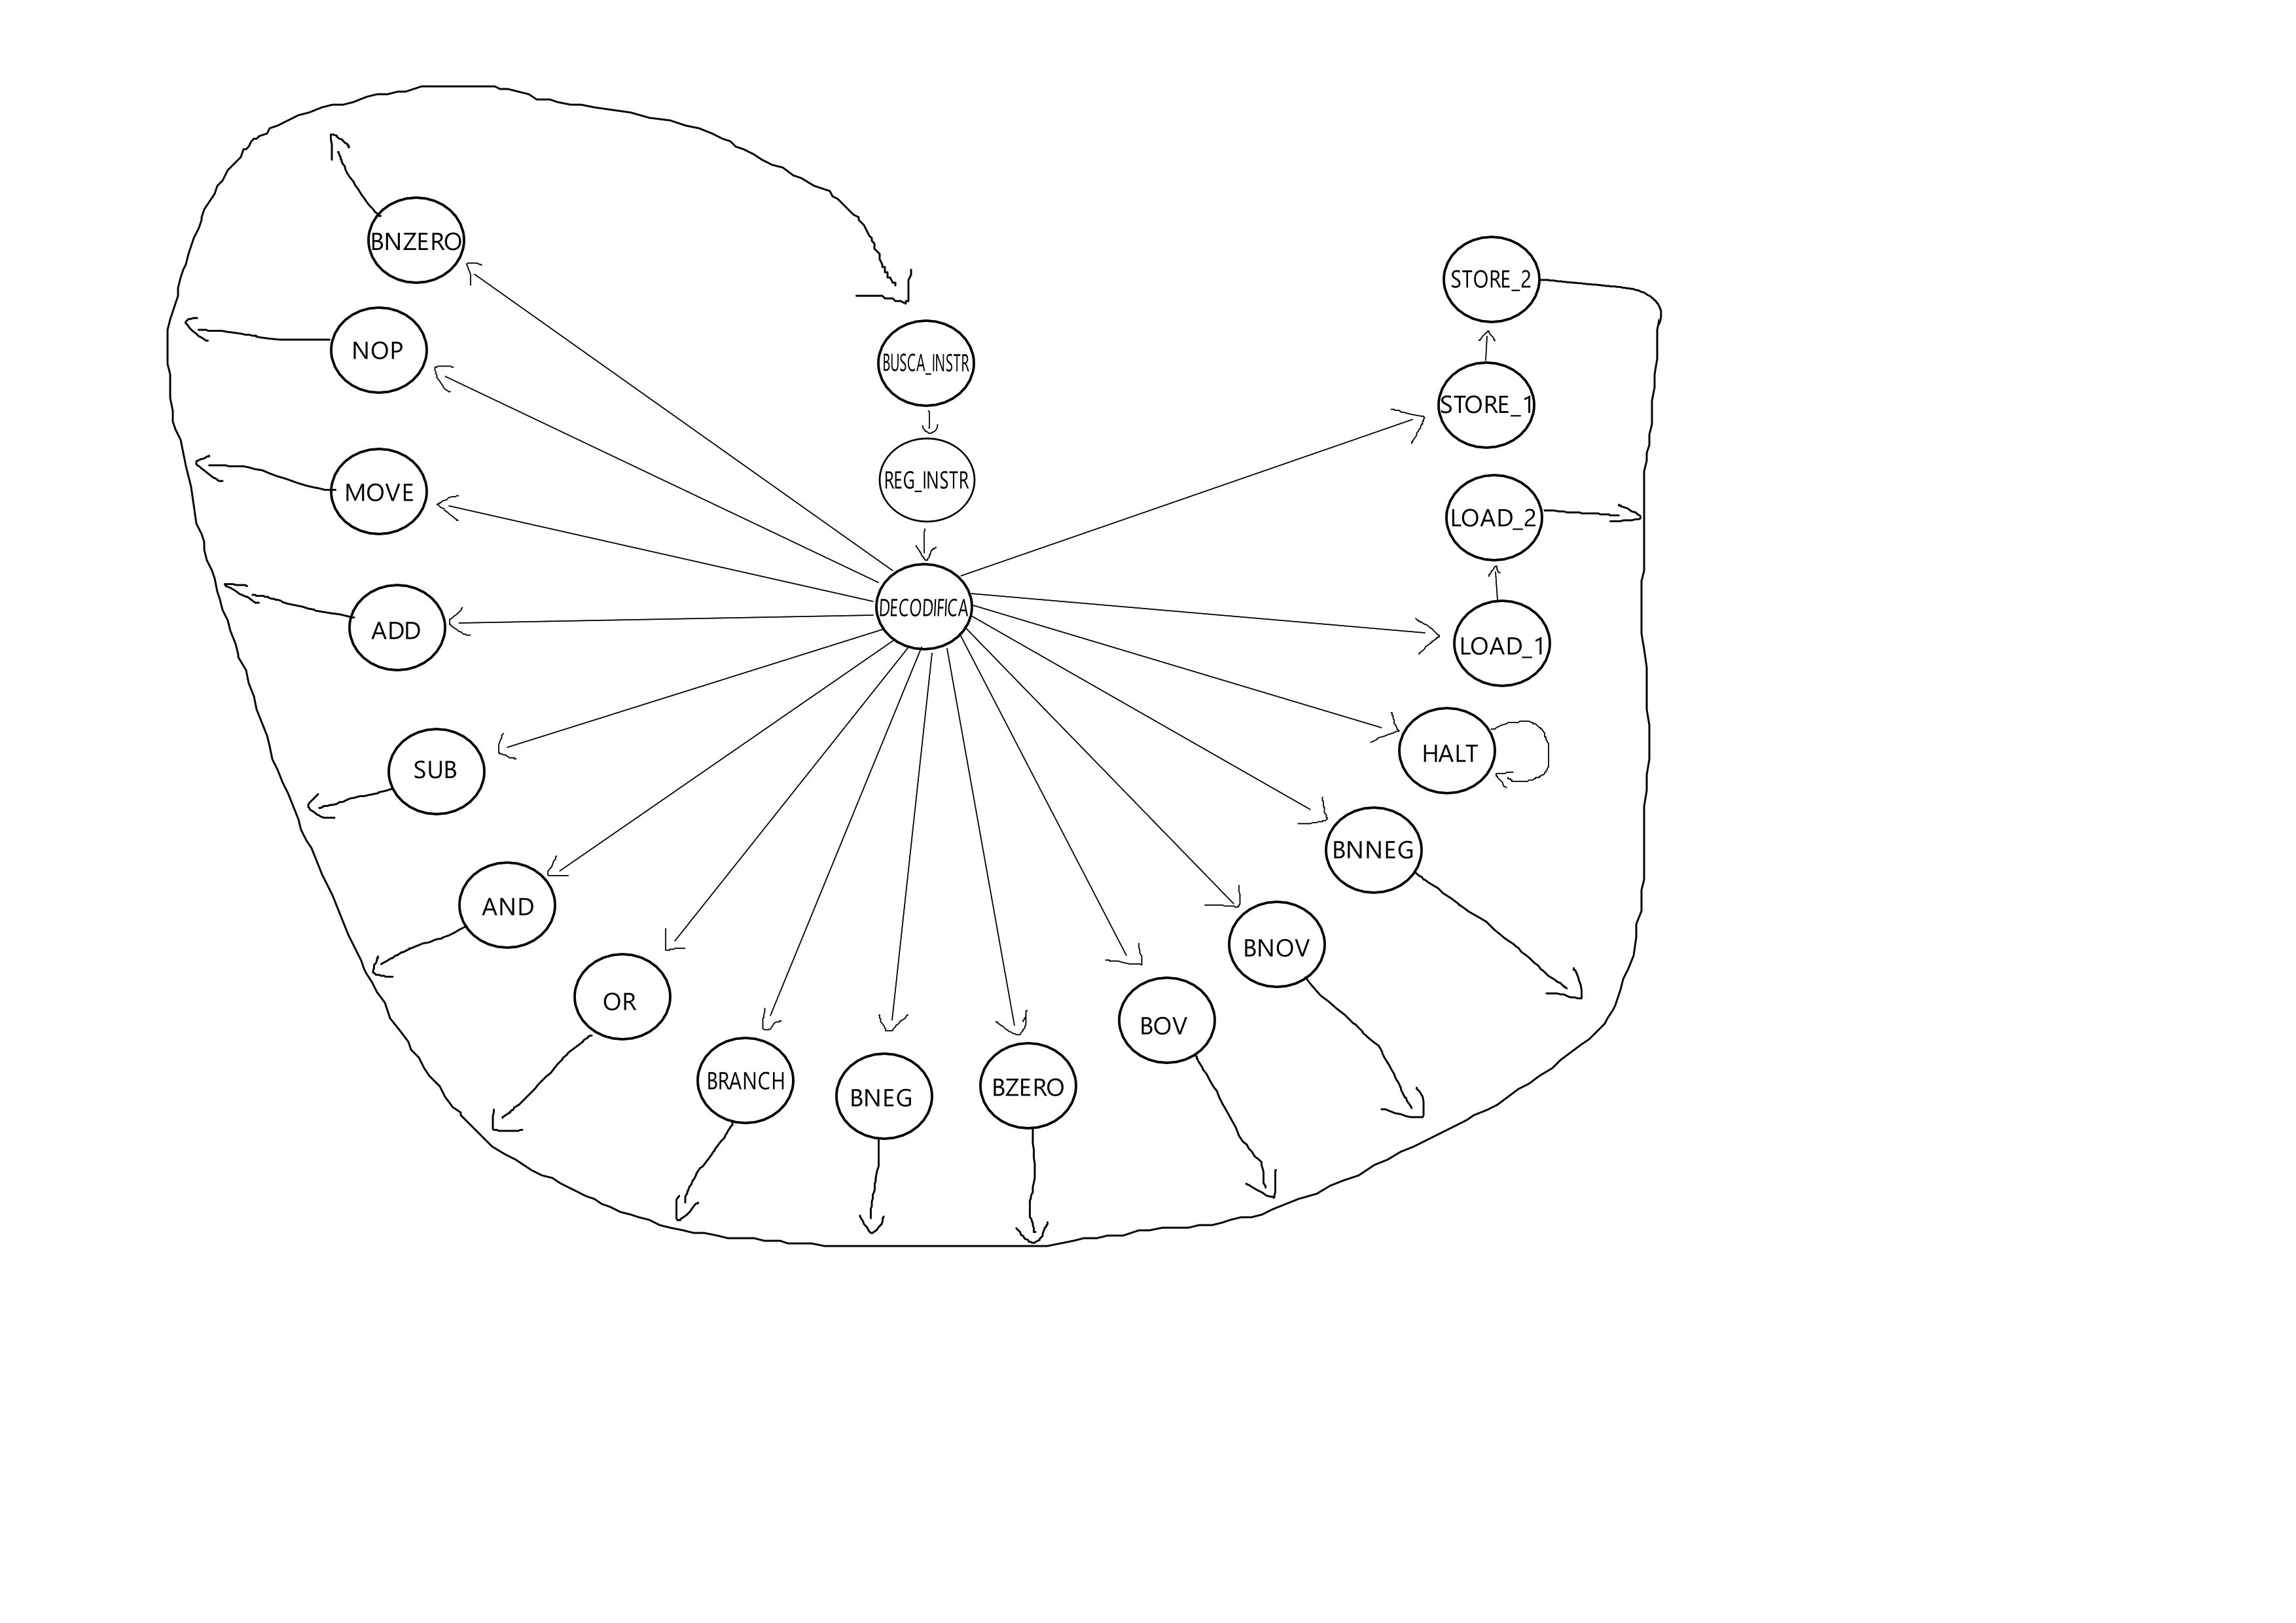 BNZERO
NOP
MOVE
ADD
SUB
AND
OR
BRANCH
BNEG
BZERO
BOV
BNOV
BNNEG
HALT
LOAD_1
LOAD_2
STORE_1
STORE_2
BUSCA_INSTR
REG_INSTR
DECODIFICA